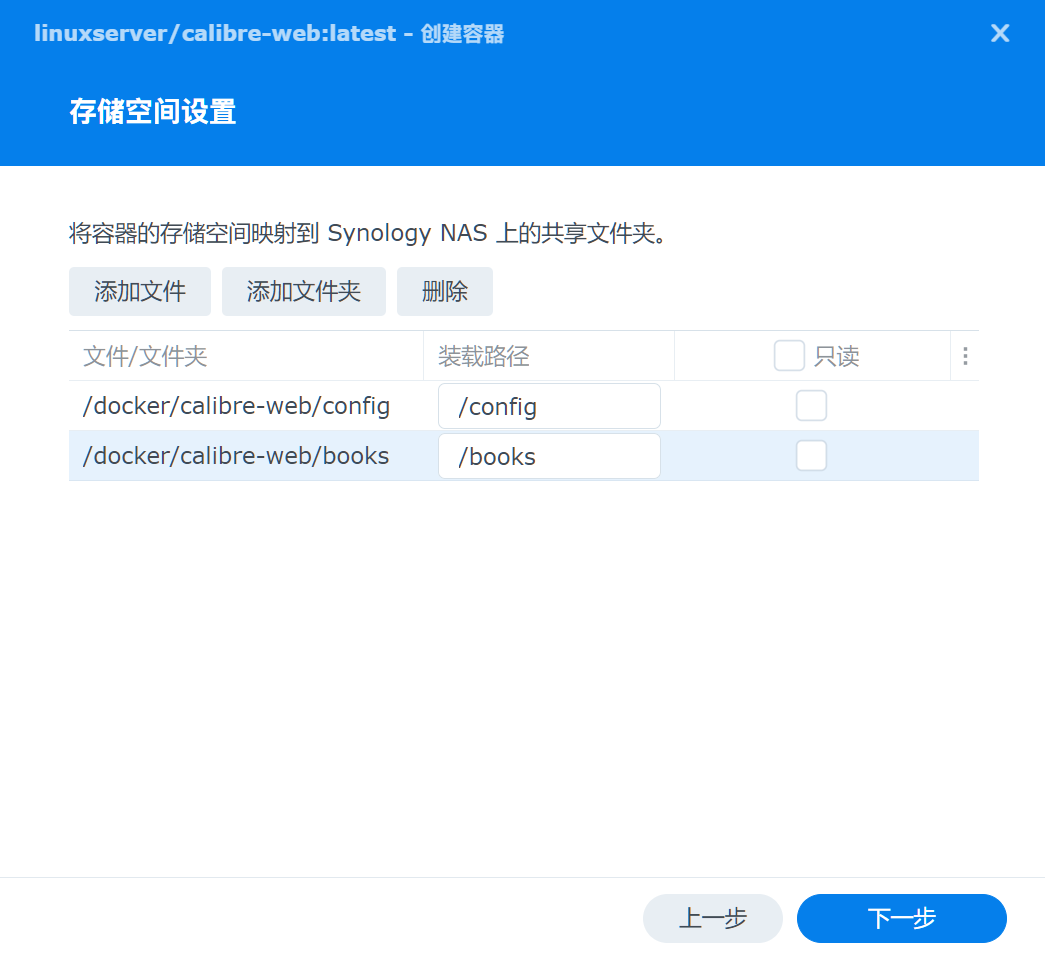 linuxserver/calibre-web:latest - 创建容器
存储空间设置
将容器的存储空间映射到 Synology NAS 上的共享文件夹。
添加文件 添加文件夹 删除
文件/文件夹 装载路径 只读
/docker/calibre-web/config /config
/docker/calibre-web/books /books
上一步 下一步